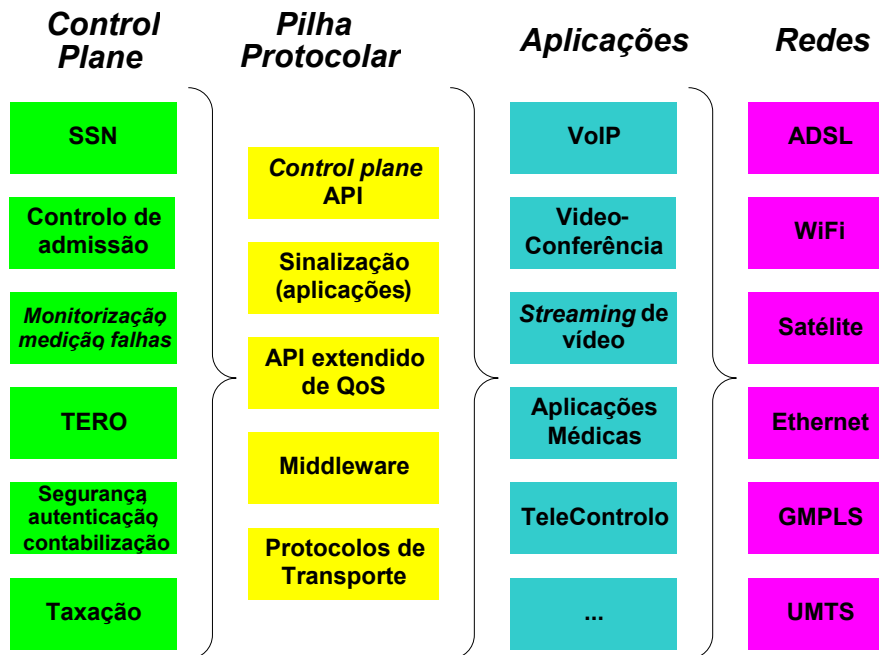 Control
Plane
Pilha
Protocolar
Aplicações
Redes
SSN
Controlo de
admissão
Monitorização,
medição, falhas
TERO
Segurança,
autenticação,
contabilização
Taxação
Control plane
API
Sinalização
(aplicações)
API extendido
de QoS
Middleware
Protocolos de
Transporte
VoIP
Video-
Conferência
Streaming de
vídeo
Aplicações
Médicas
TeleControlo
...
ADSL
WiFi
Satélite
Ethernet
GMPLS
UMTS